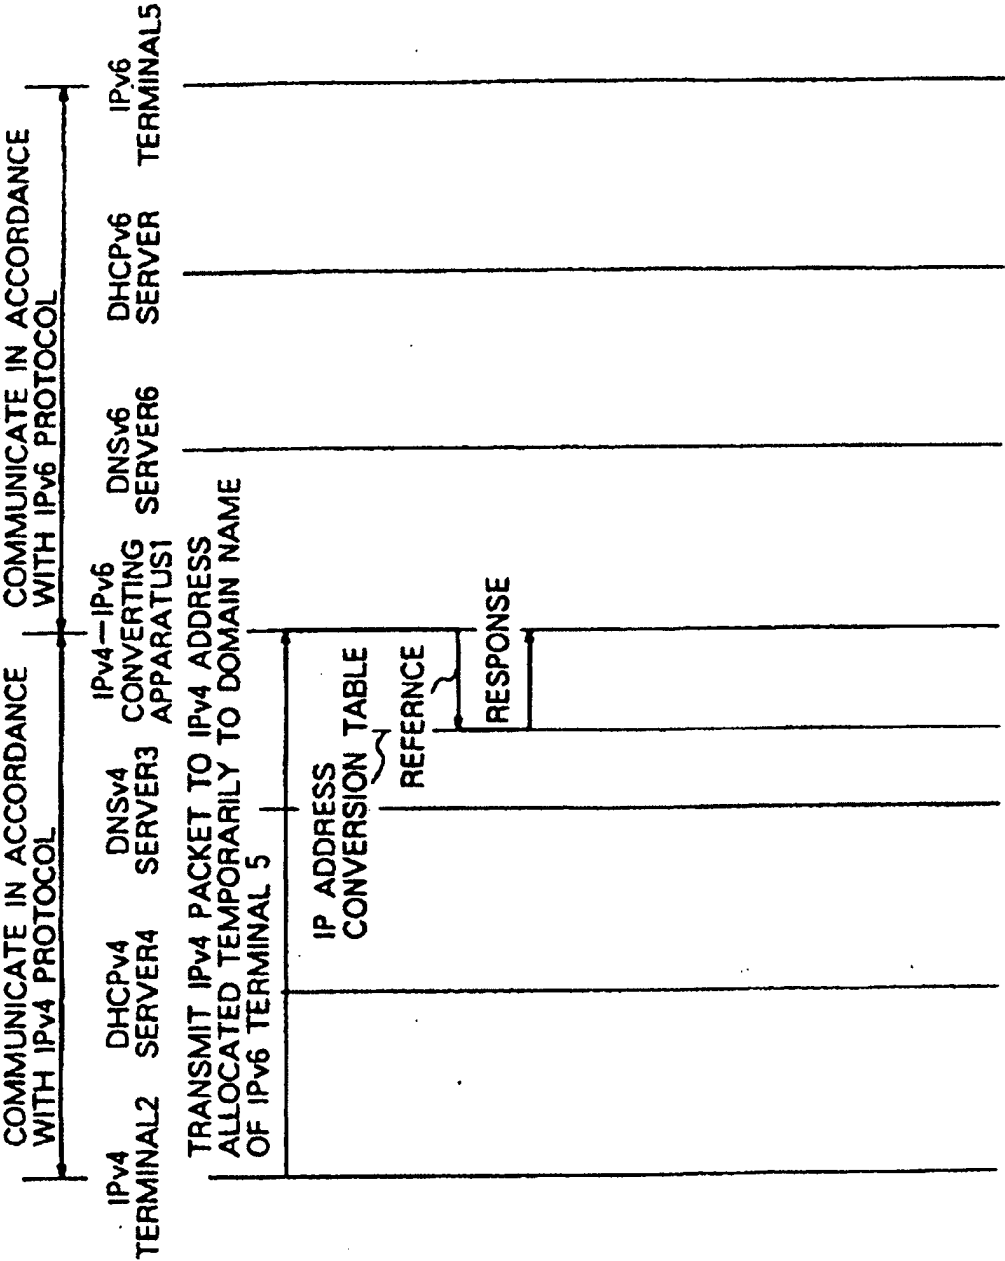 COMMUNICATE IN ACCORDANCE
WITH IPv4 PROTOCOL
COMMUNICATE IN ACCORDANCE
WITH IPv6 PROTOCOL
IPv4
TERMINAL2
DHCPv4
SERVER4
DNSv4
SERVER3
IPv4—IPv6
CONVERTING
APPARATUS1
DNSv6
SERVER6
DHCPv6
SERVER
IPv6
TERMINAL5
TRANSMIT IPv4 PACKET TO IPv4 ADDRESS
ALLOCATED TEMPORARILY TO DOMAIN NAME
OF IPv6 TERMINAL 5
IP ADDRESS
CONVERSION TABLE
REFERNCE
RESPONSE